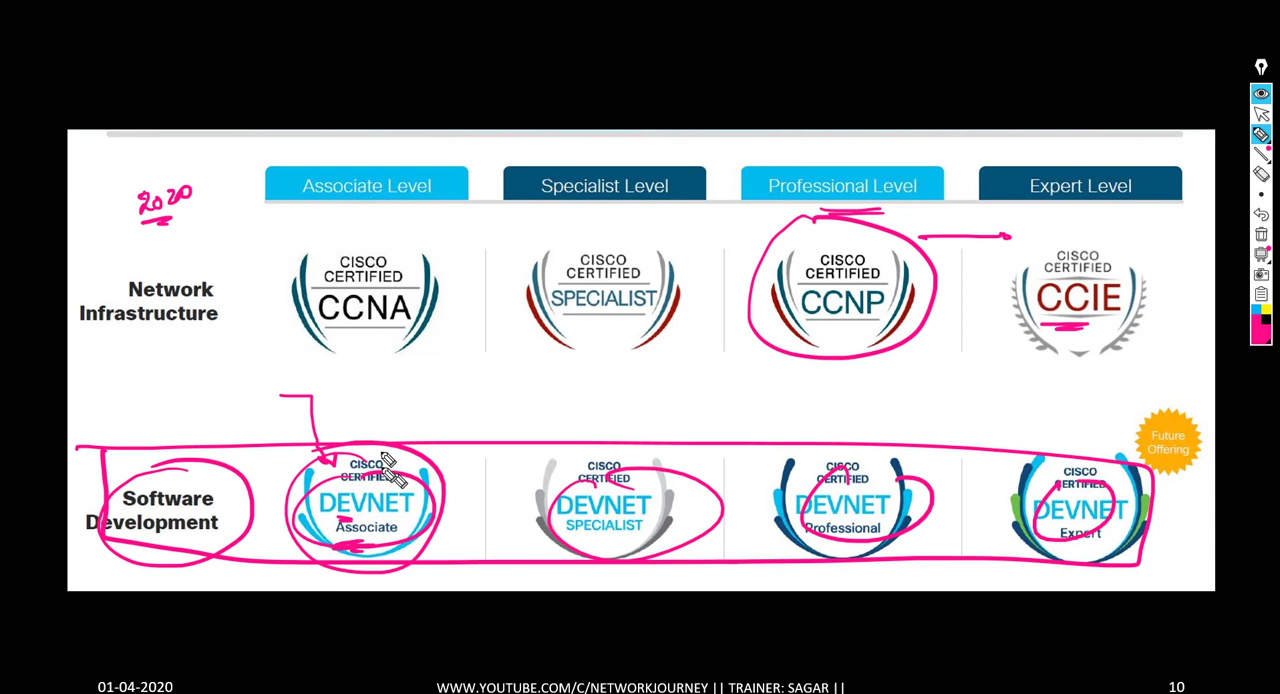 Associate Level
Specialist Level
Professional Level
Expert Level
2020
Network
Infrastructure
CISCO
CERTIFIED
CCNA
CISCO
CERTIFIED
SPECIALIST
CISCO
CERTIFIED
CCNP
CISCO
CERTIFIED
CCIE
Future
Offering
Software
Development
CISCO
CERTIFIED
DEVNET
Associate
CISCO
CERTIFIED
DEVNET
SPECIALIST
CISCO
CERTIFIED
DEVNET
Professional
CISCO
CERTIFIED
DEVNET
Expert
01-04-2020
WWW.YOUTUBE.COM/C/NETWORKJOURNEY || TRAINER: SAGAR ||
10